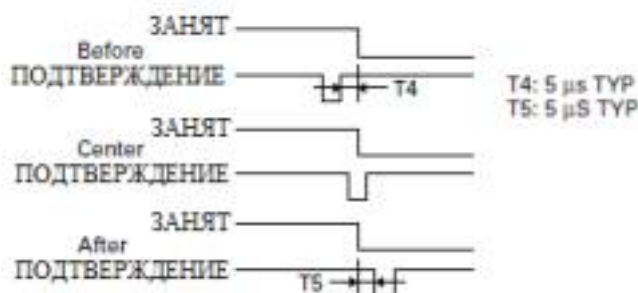 ЗАНЯТ
Before
ПОДТВЕРЖДЕНИЕ
T4
T4: 5 µs TYP
T5: 5 µS TYP
ЗАНЯТ
Center
ПОДТВЕРЖДЕНИЕ
ЗАНЯТ
After
ПОДТВЕРЖДЕНИЕ
T5